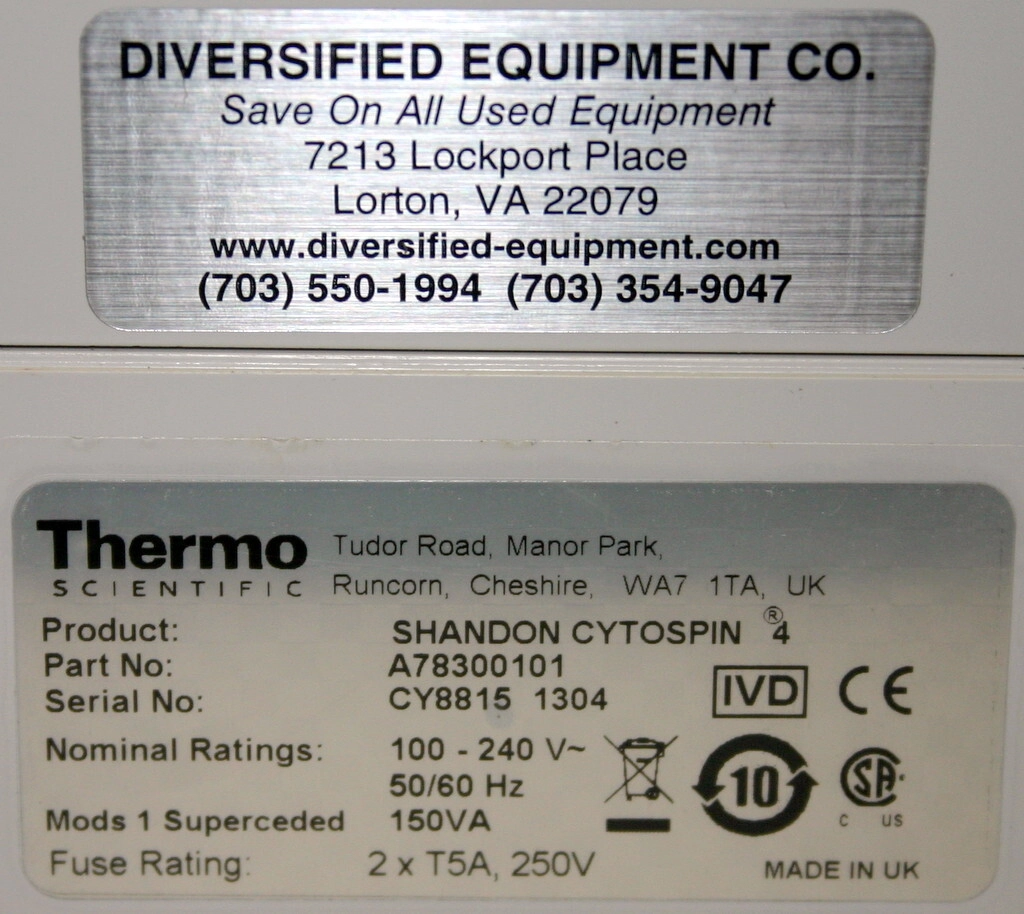 DIVERSIFIED EQUIPMENT CO.
Save On All Used Equipment
7213 Lockport Place
Lorton, VA 22079
www.diversified-equipment.com
(703) 550-1994 (703) 354-9047
Thermo
SCIENTIFIC
Tudor Road, Manor Park,
Runcorn, Cheshire, WA7 1TA, UK
Product: SHANDON CYTOSPIN ® 4
Part No: A78300101
Serial No: CY8815 1304
IVD CE
Nominal Ratings: 100 - 240 V~
50/60 Hz
10
SA
C US
Mods 1 Superceded 150VA
Fuse Rating: 2 x T5A, 250V
MADE IN UK